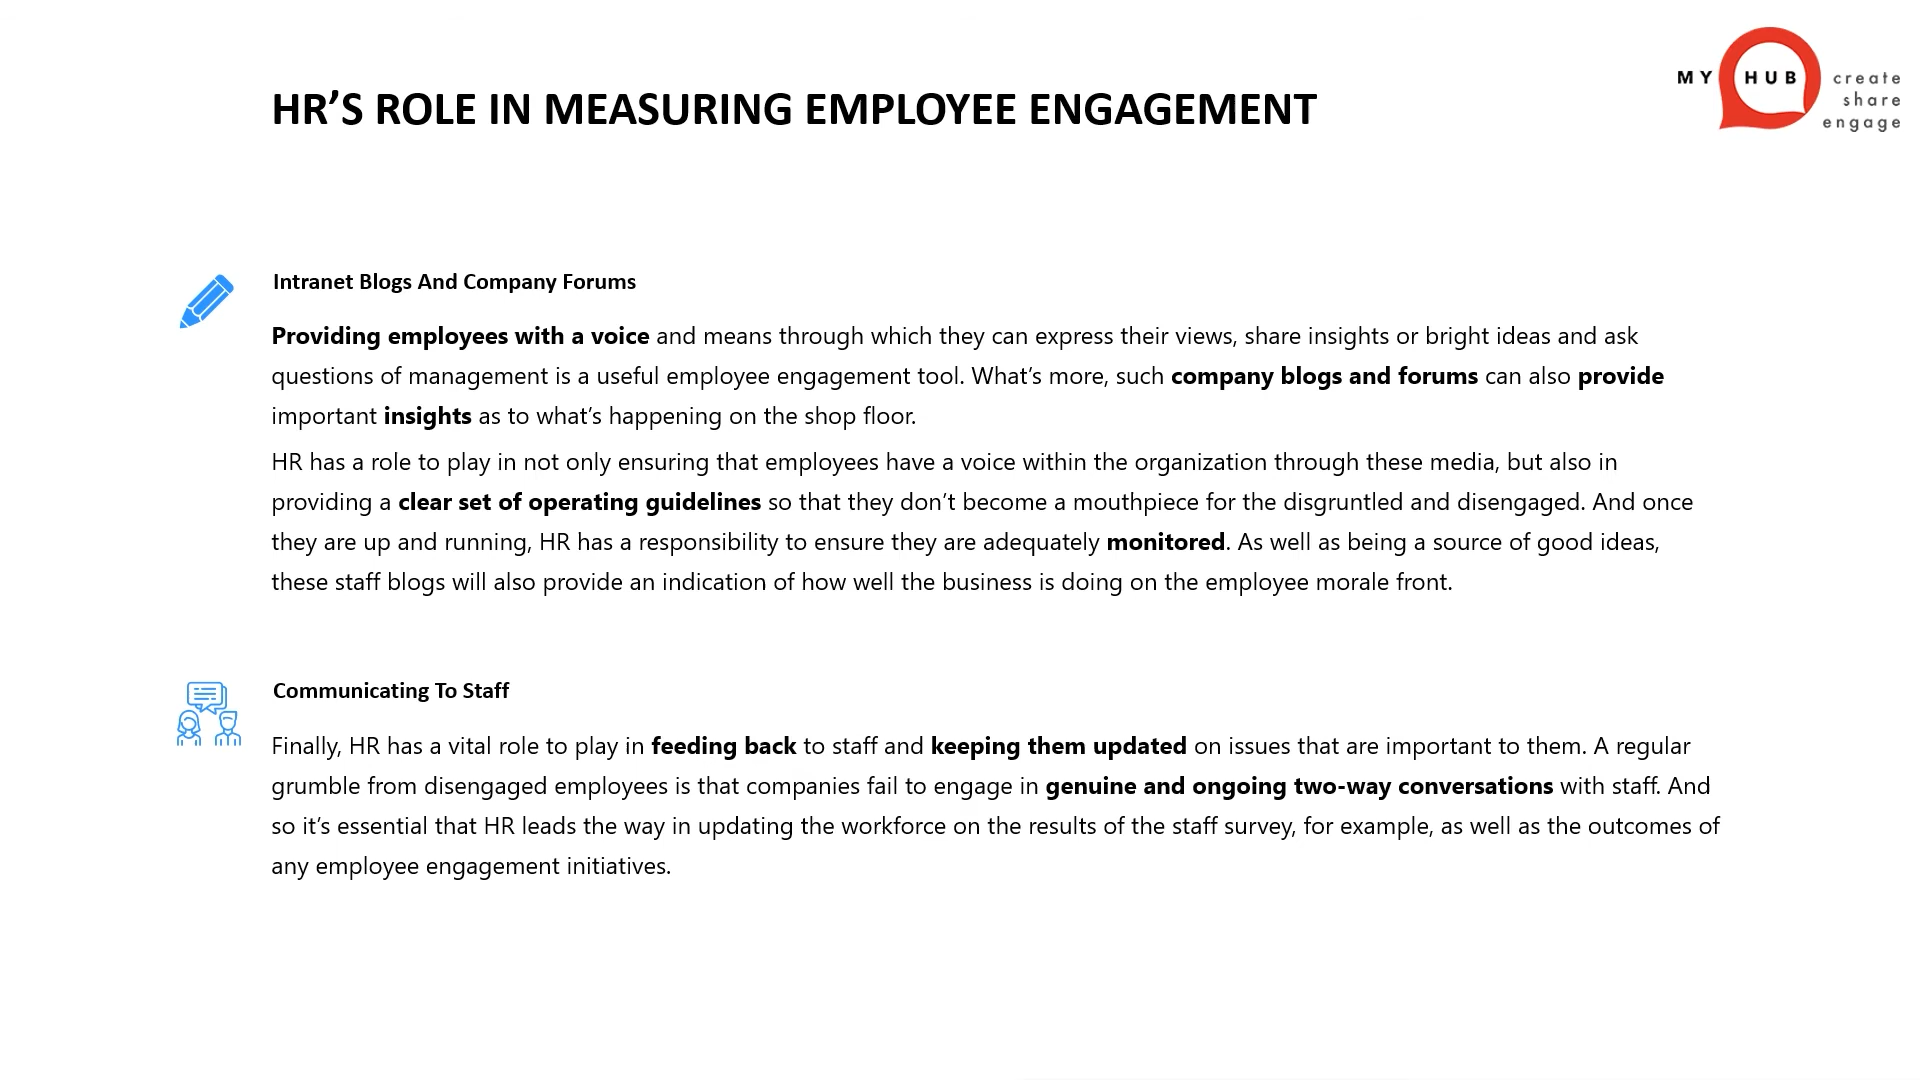 MY HUB create
share
engage
HR’S ROLE IN MEASURING EMPLOYEE ENGAGEMENT
Intranet Blogs And Company Forums
Providing employees with a voice and means through which they can express their views, share insights or bright ideas and ask
questions of management is a useful employee engagement tool. What’s more, such company blogs and forums can also provide
important insights as to what’s happening on the shop floor.
HR has a role to play in not only ensuring that employees have a voice within the organization through these media, but also in
providing a clear set of operating guidelines so that they don’t become a mouthpiece for the disgruntled and disengaged. And once
they are up and running, HR has a responsibility to ensure they are adequately monitored. As well as being a source of good ideas,
these staff blogs will also provide an indication of how well the business is doing on the employee morale front.
Communicating To Staff
Finally, HR has a vital role to play in feeding back to staff and keeping them updated on issues that are important to them. A regular
grumble from disengaged employees is that companies fail to engage in genuine and ongoing two-way conversations with staff. And
so it’s essential that HR leads the way in updating the workforce on the results of the staff survey, for example, as well as the outcomes of
any employee engagement initiatives.